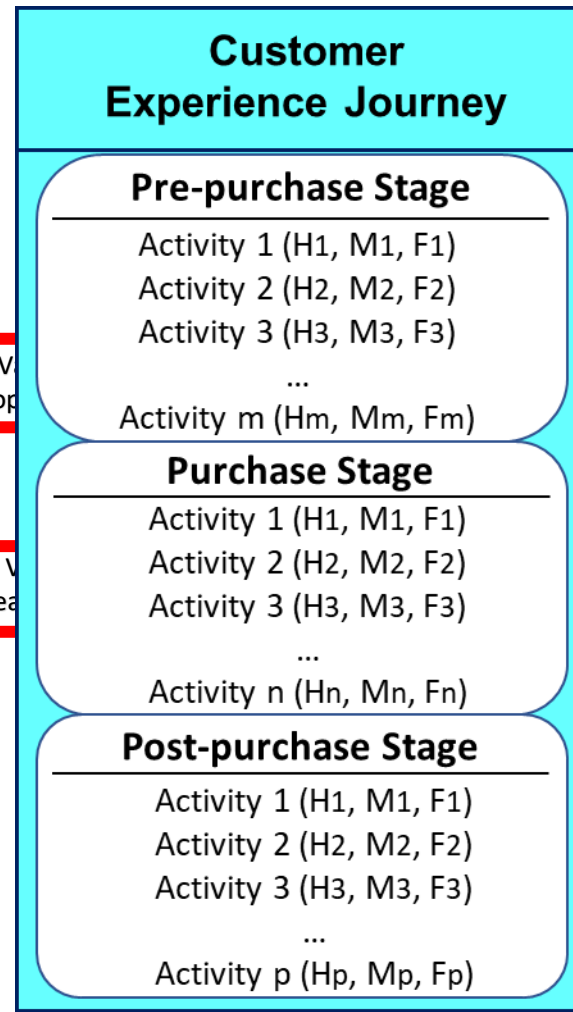 Customer
Experience Journey
Pre-purchase Stage
Activity 1 (H1, M1, F1)
Activity 2 (H2, M2, F2)
Activity 3 (H3, M3, F3)
...
Activity m (Hm, Mm, Fm)
Purchase Stage
Activity 1 (H1, M1, F1)
Activity 2 (H2, M2, F2)
Activity 3 (H3, M3, F3)
...
Activity n (Hn, Mn, Fn)
Post-purchase Stage
Activity 1 (H1, M1, F1)
Activity 2 (H2, M2, F2)
Activity 3 (H3, M3, F3)
...
Activity p (Hp, Mp, Fp)